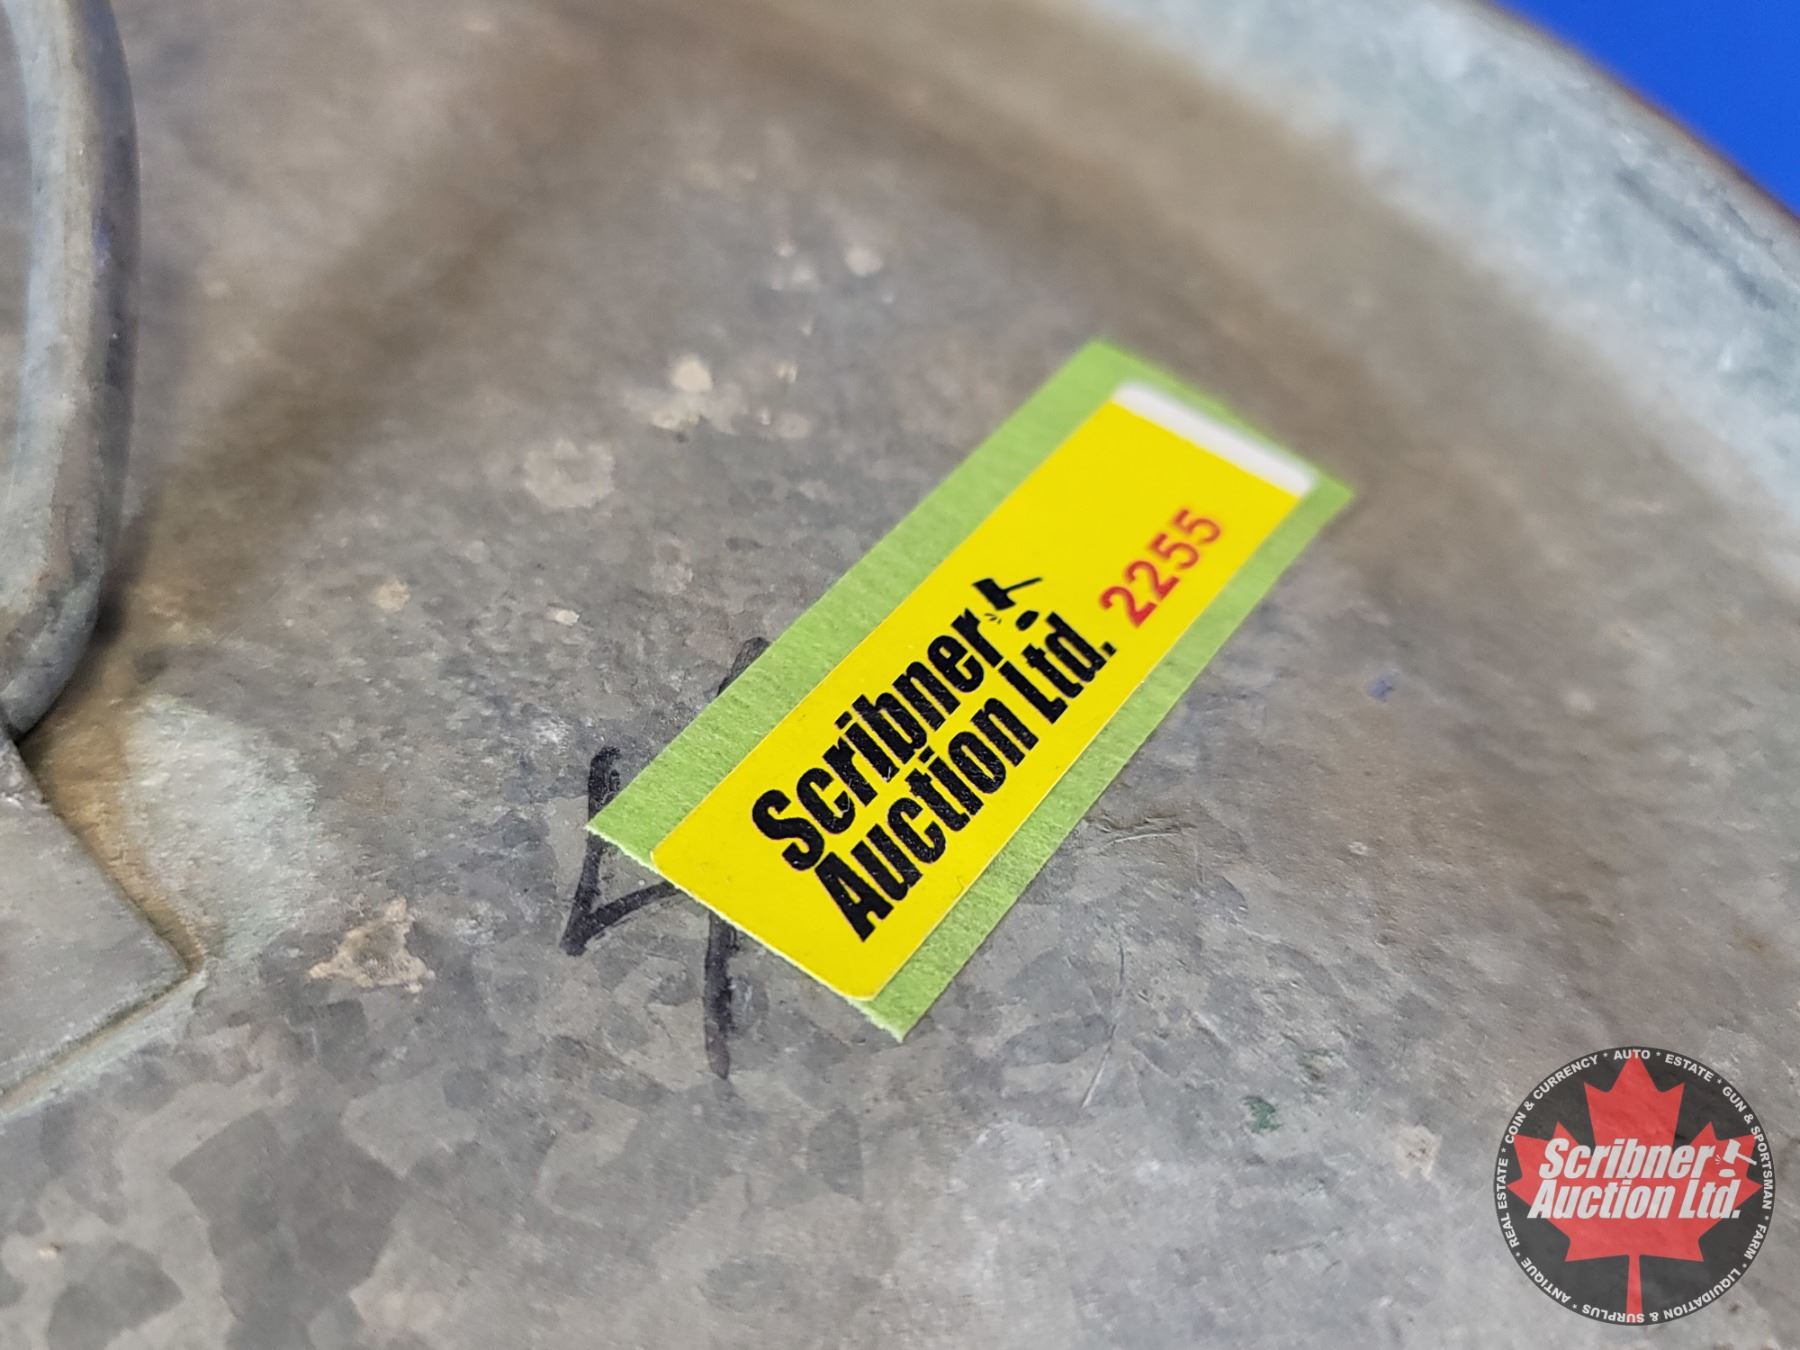 Scribner
Auction Ltd.
2255
4
Scribner
Auction Ltd.
ANTIQUE * REAL ESTATE * COIN & CURRENCY * AUTO * ESTATE * GUN & SPORTSMAN * FARM * LIQUIDATION & SURPLUS *